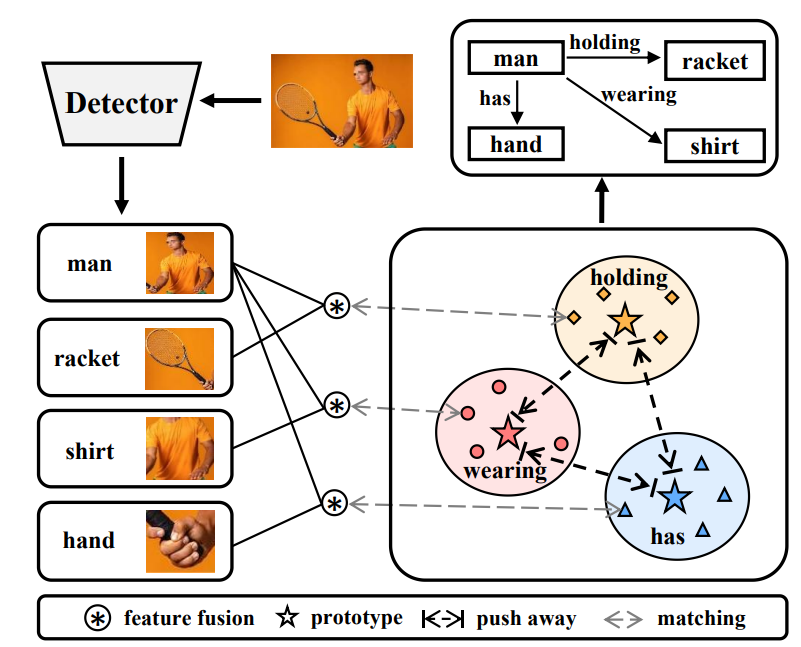 Detector
man
holding
racket
has
wearing
hand
shirt
man
racket
shirt
hand
holding
wearing
has
feature fusion
prototype
push away
matching